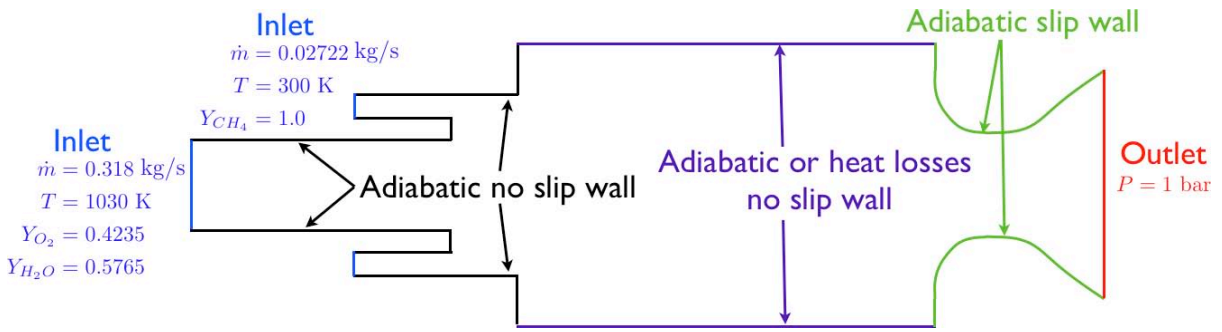 Inlet
ṁ = 0.02722 kg/s
T = 300 K
Y_{CH_4} = 1.0
Inlet
ṁ = 0.318 kg/s
T = 1030 K
Y_{O_2} = 0.4235
Y_{H_2O} = 0.5765
Adiabatic no slip wall
Adiabatic or heat losses
no slip wall
Adiabatic slip wall
Outlet
P = 1 bar